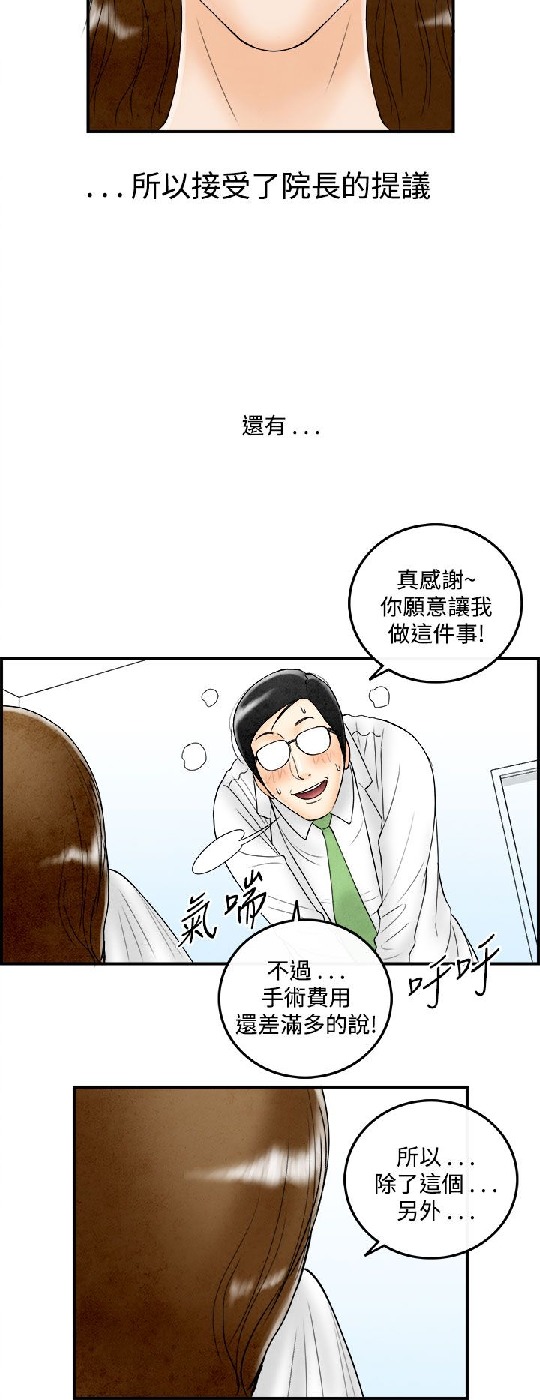 ...所以接受了院長的提議
還有...
真感謝~
你願意讓我
做這件事!
氣喘
不過...
手術費用
還差滿多的說!
吁吁
所以...
除了這個...
另外...